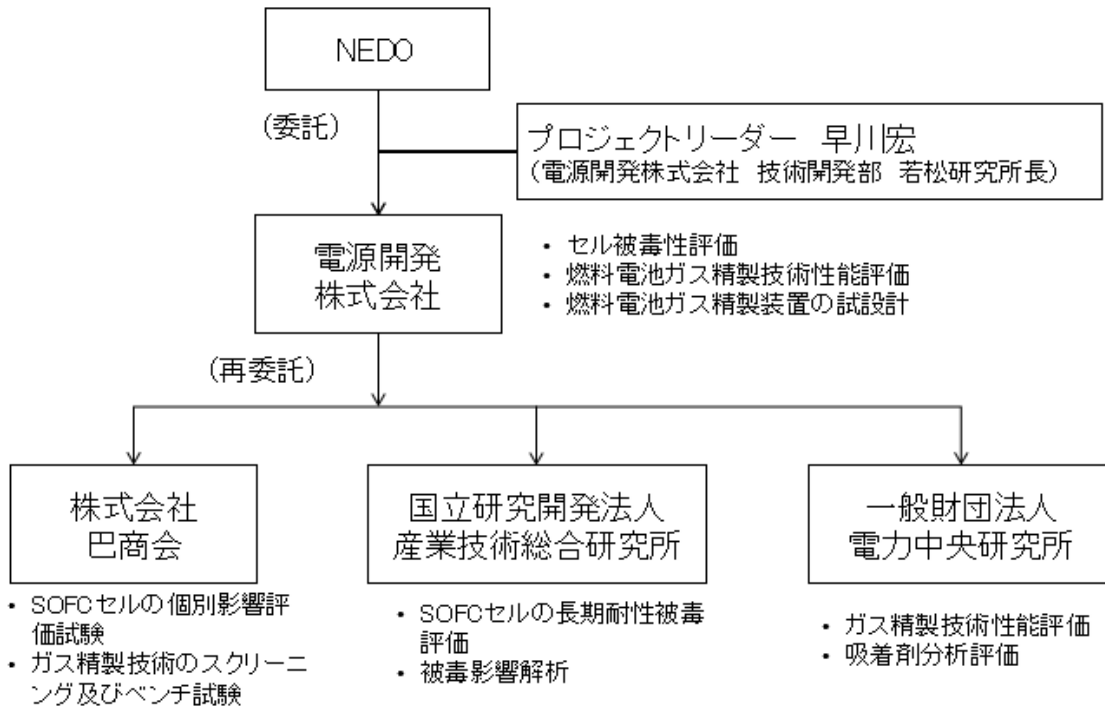 NEDO
(委託)
プロジェクトリーダー 早川宏
(電源開発株式会社 技術開発部 若松研究所長)
電源開発
株式会社
・ セル被毒性評価
・ 燃料電池ガス精製技術性能評価
・ 燃料電池ガス精製装置の試設計
(再委託)
株式会社
巴商会
・ SOFCセルの個別影響評
価試験
・ ガス精製技術のスクリーニ
ング及びベンチ試験
国立研究開発法人
産業技術総合研究所
・ SOFCセルの長期耐性被毒
評価
・ 被毒影響解析
一般財団法人
電力中央研究所
・ ガス精製技術性能評価
・ 吸着剤分析評価